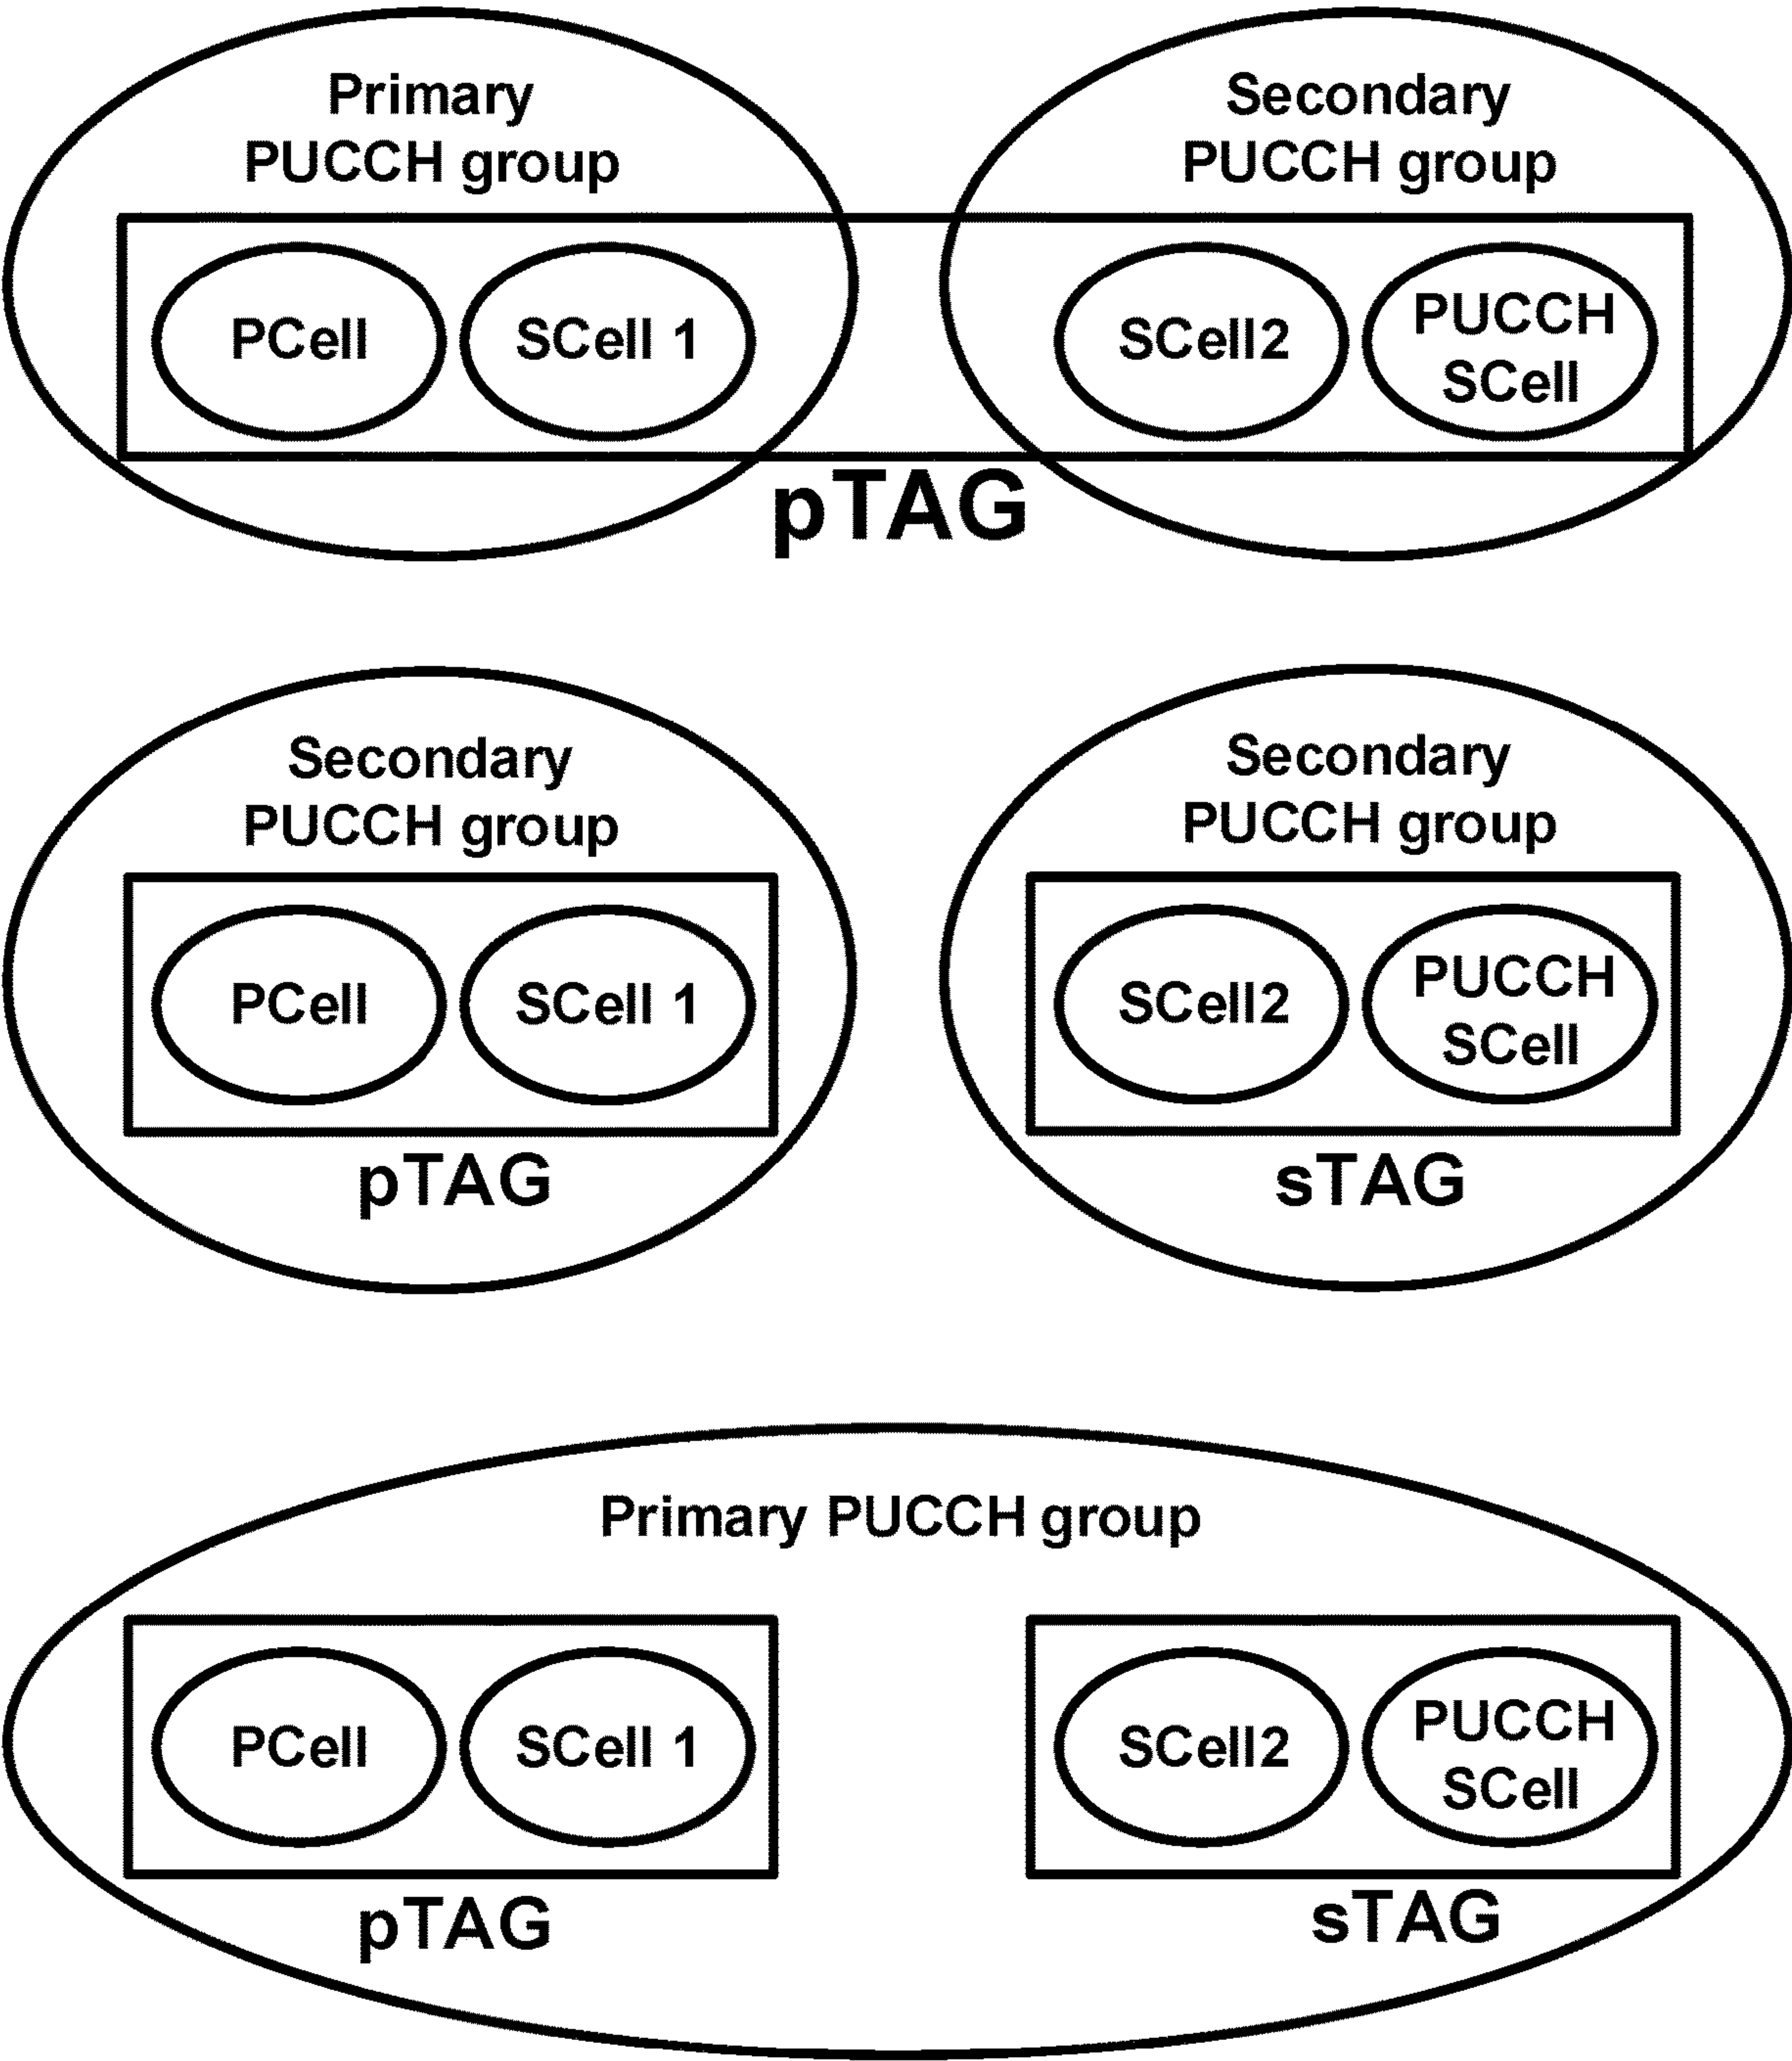 Primary
PUCCH group
Secondary
PUCCH group
PCell
SCell 1
SCell2
PUCCH
SCell
pTAG
Secondary
PUCCH group
Secondary
PUCCH group
PCell
SCell 1
SCell2
PUCCH
SCell
pTAG
sTAG
Primary PUCCH group
PCell
SCell 1
SCell2
PUCCH
SCell
pTAG
sTAG